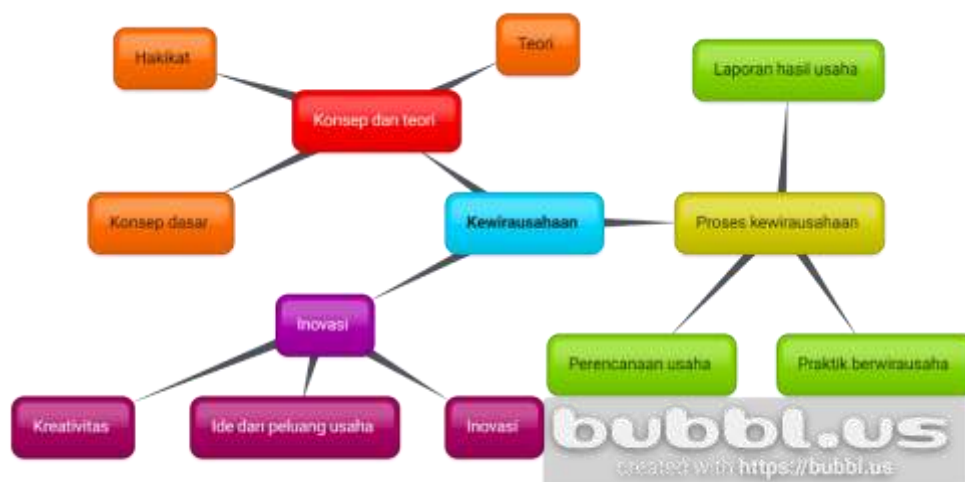 Hakikat
Teori
Konsep dan teori
Laporan hasil usaha
Konsep dasar
Kewirausahaan
Proses kewirausahaan
Inovasi
Perencanaan usaha
Praktik berwirausaha
Kreativitas
Ide dan peluang usaha
Inovasi
bubbl.us
created with https://bubbl.us